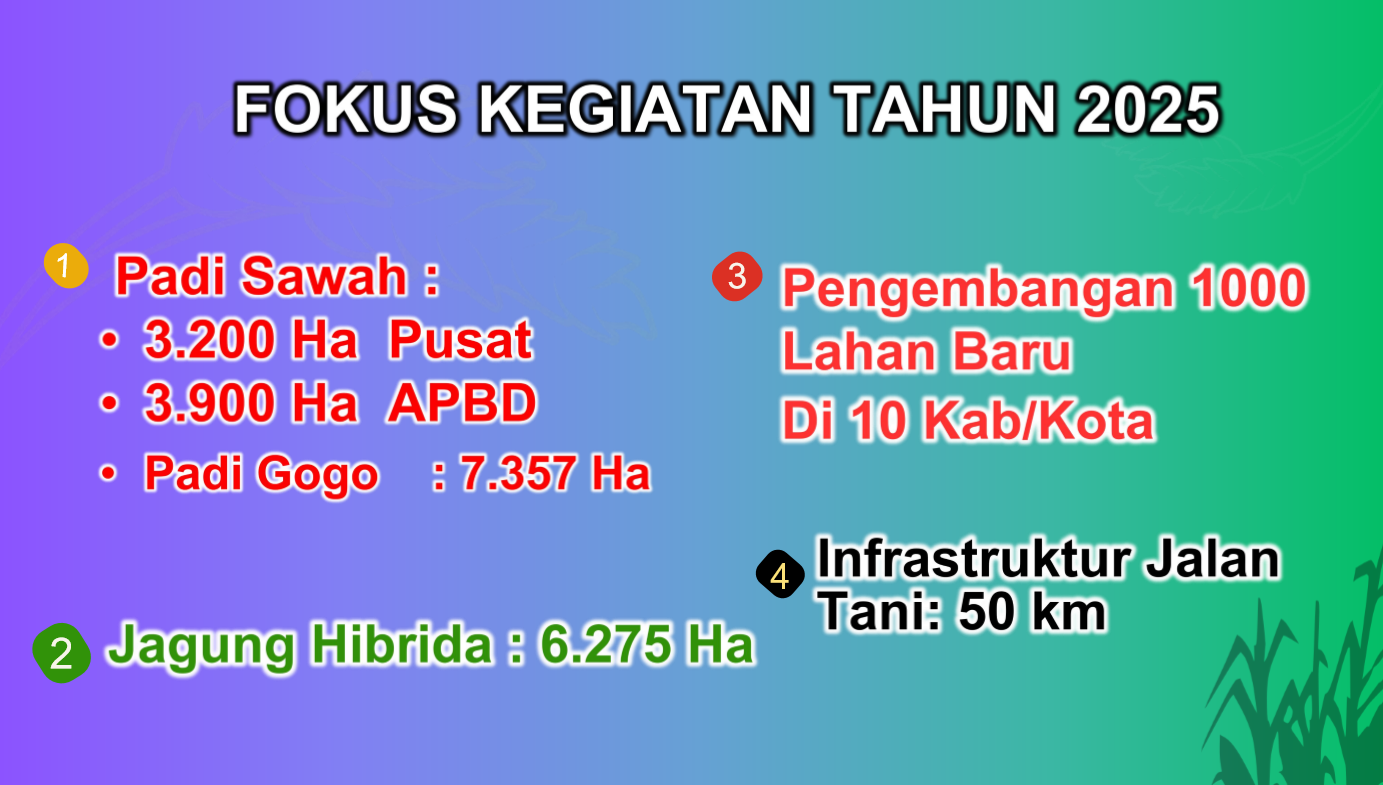 FOKUS KEGIATAN TAHUN 2025
1 Padi Sawah :
• 3.200 Ha Pusat
• 3.900 Ha APBD
• Padi Gogo : 7.357 Ha
2 Jagung Hibrida : 6.275 Ha
3 Pengembangan 1000
Lahan Baru
Di 10 Kab/Kota
4 Infrastruktur Jalan
Tani: 50 km